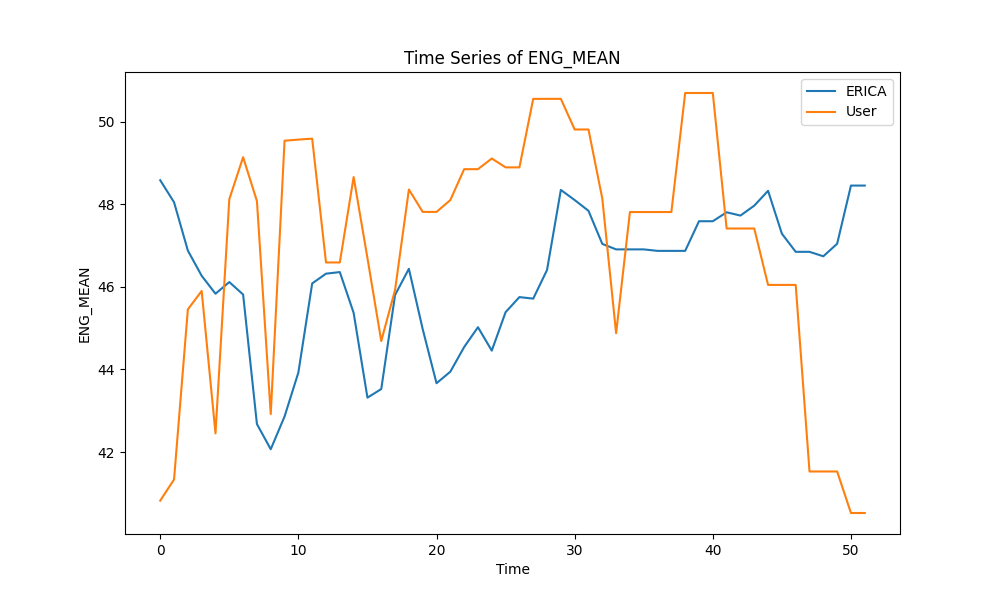 Time Series of ENG_MEAN
ERICA
User
ENG_MEAN
50
48
46
44
42
0 10 20 30 40 50
Time